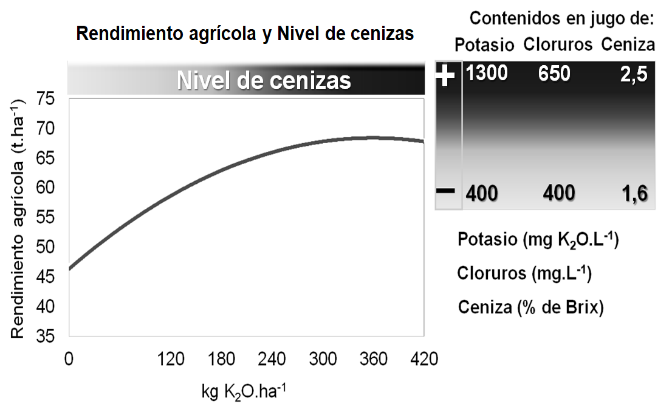 Rendimiento agrícola y Nivel de cenizas
Nivel de cenizas
Rendimiento agrícola (t.ha⁻¹)
75
70
65
60
55
50
45
40
35
0 120 180 240 300 360 420
kg K₂O.ha⁻¹
Contenidos en jugo de:
Potasio Cloruros Ceniza
+ 1300 650 2,5
− 400 400 1,6
Potasio (mg K₂O.L⁻¹)
Cloruros (mg.L⁻¹)
Ceniza (% de Brix)